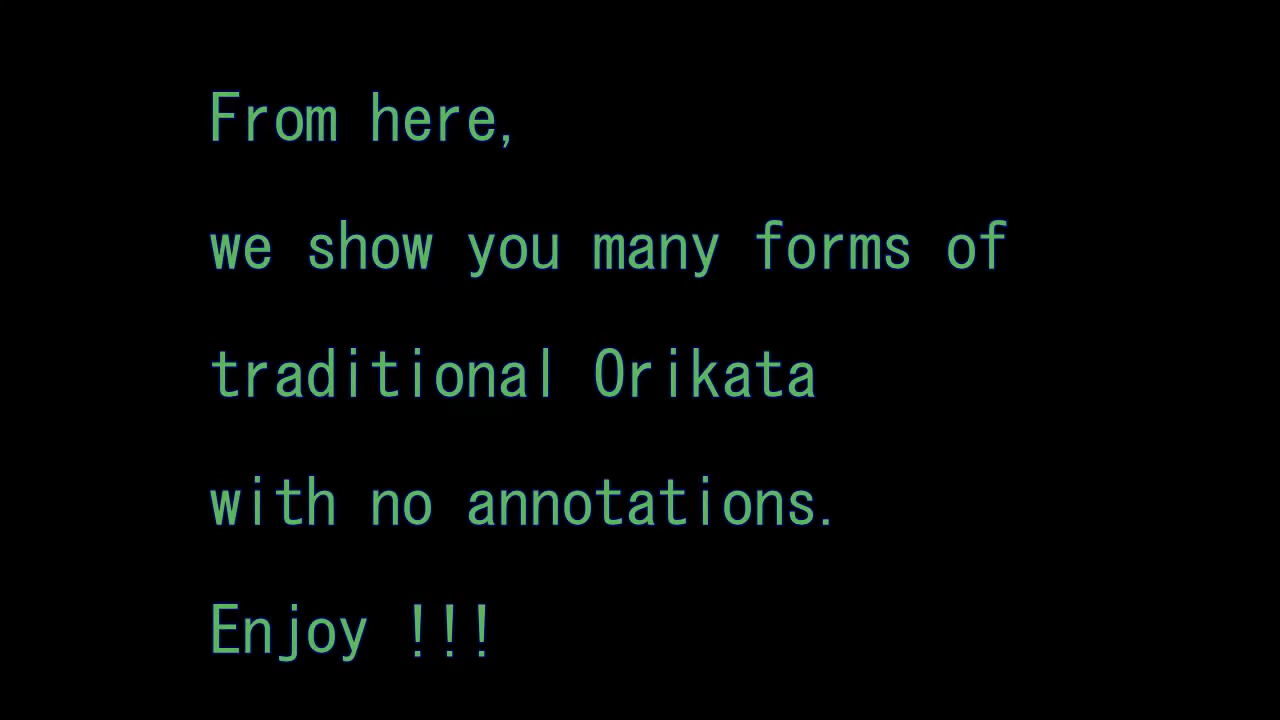 From here,
we show you many forms of
traditional Orikata
with no annotations.
Enjoy !!!